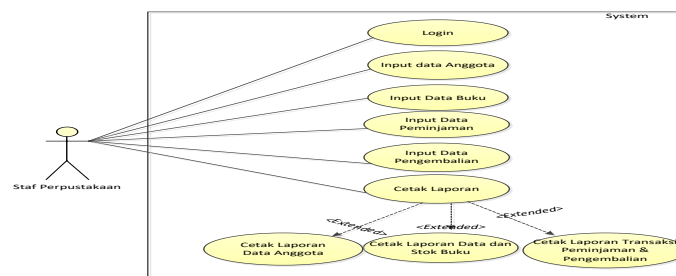 System
Login
Input data Anggota
Input Data Buku
Input Data
Peminjaman
Input Data
Pengembalian
Staf Perpustakaan
Cetak Laporan
<Extended>
<Extended>
<Extended>
Cetak Laporan
Data Anggota
Cetak Laporan Data dan
Stok Buku
Cetak Laporan Transaksi
Peminjaman &
Pengembalian